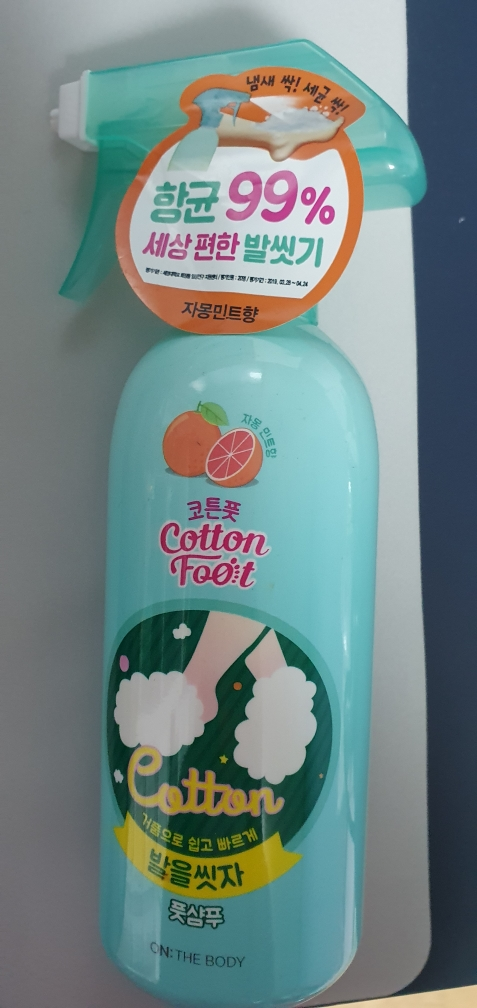 냄새 싹! 세균 싹!
항균 99%
세상 편한 발씻기
자몽민트향
자몽 민트향
코튼풋
Cotton
Foot
Cotton
거품으로 쉽고 빠르게
발을씻자
풋샴푸
ON: THE BODY